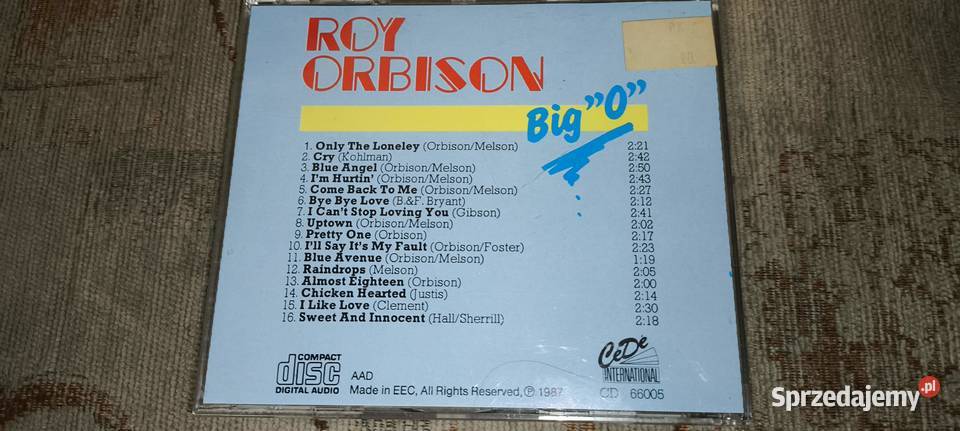 ROY
ORBISON
Big "O"
1. Only The Loneley (Orbison/Melson) 2:21
2. Cry (Kohlman) 2:42
3. Blue Angel (Orbison/Melson) 2:50
4. I'm Hurtin' (Orbison/Melson) 2:43
5. Come Back To Me (Orbison/Melson) 2:27
6. Bye Bye Love (B.&F. Bryant) 2:12
7. I Can't Stop Loving You (Gibson) 2:41
8. Uptown (Orbison/Melson) 2:02
9. Pretty One (Orbison) 2:17
10. I'll Say It's My Fault (Orbison/Foster) 2:23
11. Blue Avenue (Orbison/Melson) 1:19
12. Raindrops (Melson) 2:05
13. Almost Eighteen (Orbison) 2:00
14. Chicken Hearted (Justis) 2:14
15. I Like Love (Clement) 2:30
16. Sweet And Innocent (Hall/Sherrill) 2:18
COMPACT
disc
DIGITAL AUDIO
AAD
Made in EEC, All Rights Reserved, ℗ 1987
CeDe
INTERNATIONAL
CD 66005
Sprzedajemy.pl